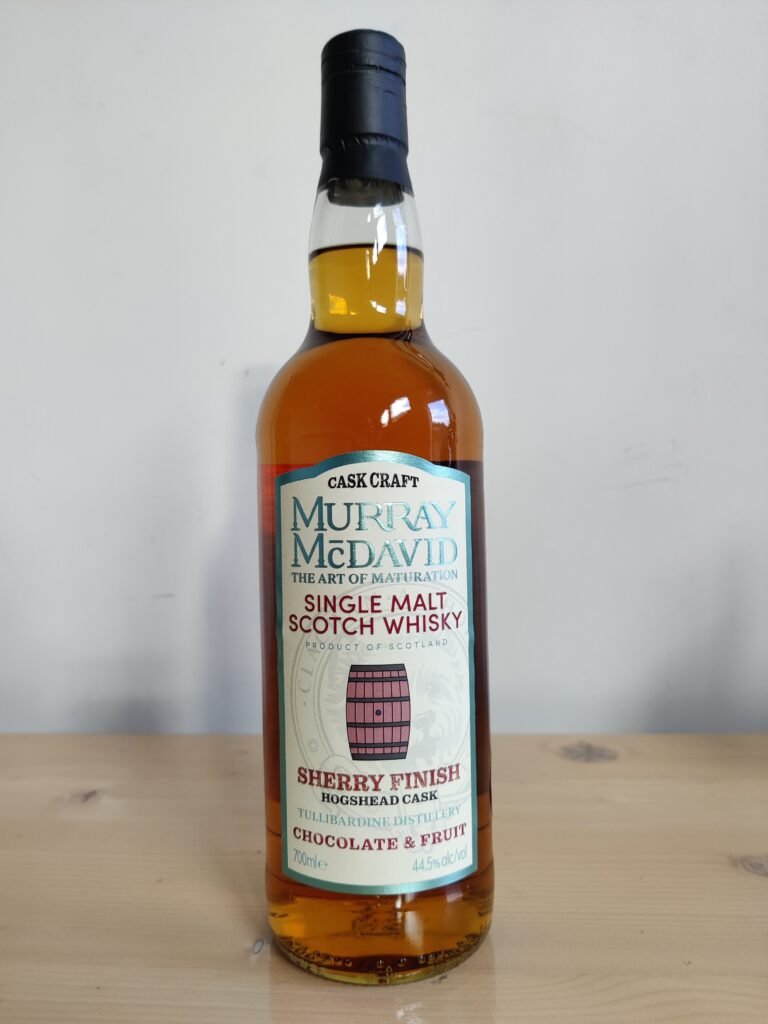 CASK CRAFT
MURRAY
McDAVID
THE ART OF MATURATION
SINGLE MALT
SCOTCH WHISKY
PRODUCT OF SCOTLAND
SHERRY FINISH
HOGSHEAD CASK
TULLIBARDINE DISTILLERY
CHOCOLATE & FRUIT
700ml℮ 44.5%alc/vol